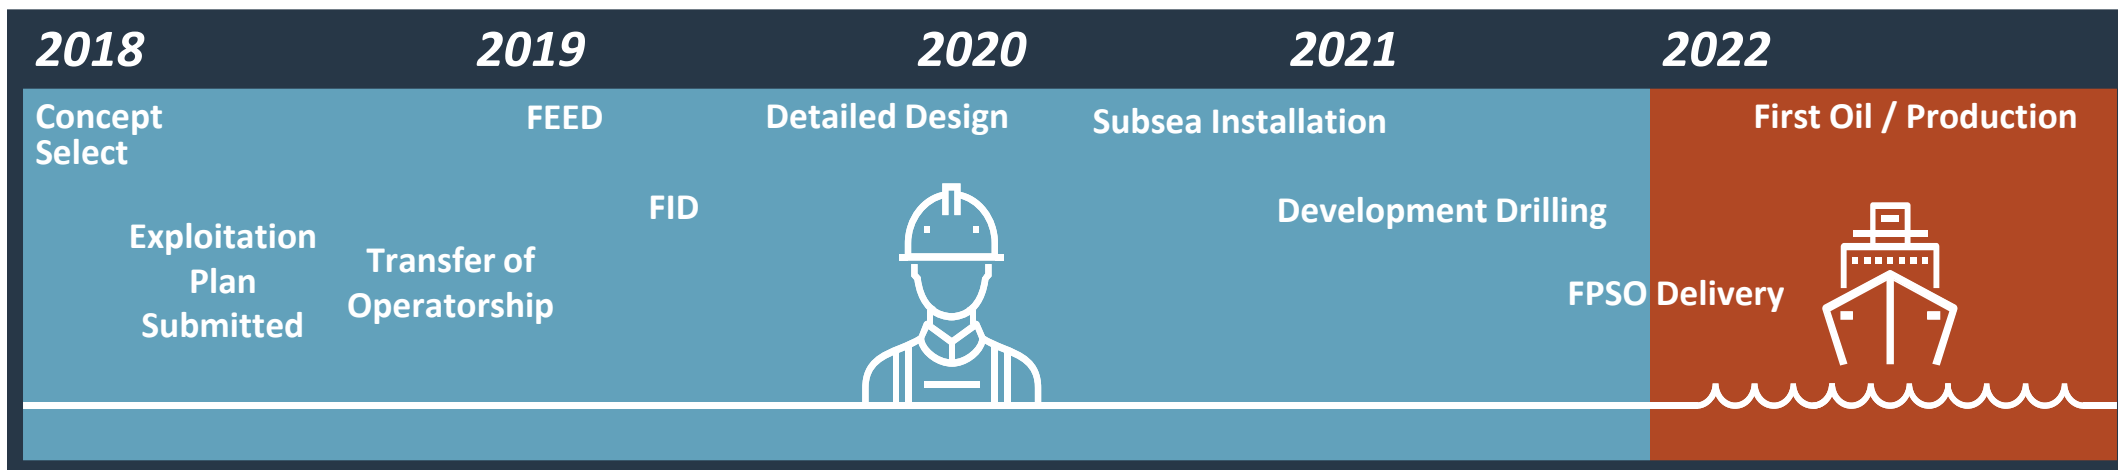 2018 2019 2020 2021 2022
Concept
Select
FEED
Detailed Design
Subsea Installation
First Oil / Production
Exploitation
Plan
Submitted
Transfer of
Operatorship
FID
Development Drilling
FPSO Delivery